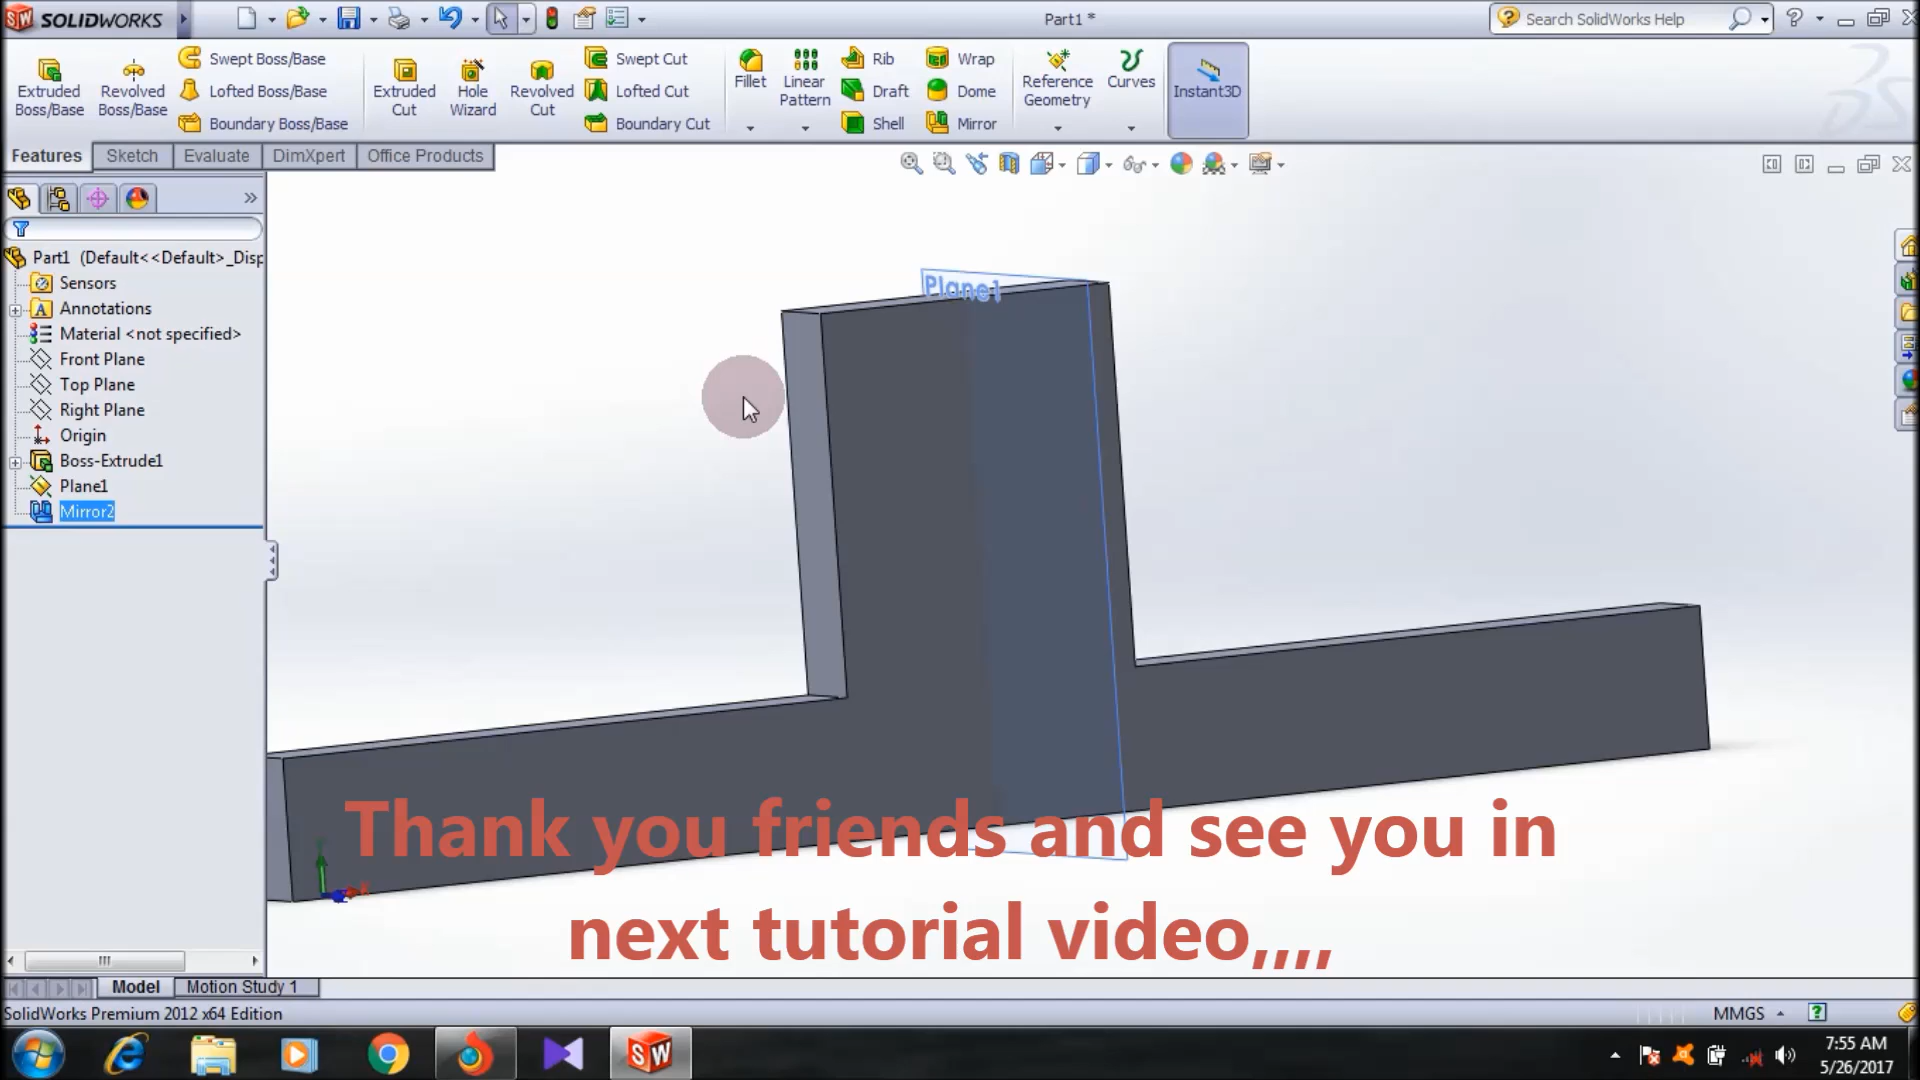 SOLIDWORKS
Part1 *
Search SolidWorks Help
Extruded Boss/Base
Revolved Boss/Base
Swept Boss/Base
Lofted Boss/Base
Boundary Boss/Base
Extruded Cut
Hole Wizard
Revolved Cut
Swept Cut
Lofted Cut
Boundary Cut
Fillet
Linear Pattern
Rib
Draft
Shell
Wrap
Dome
Mirror
Reference Geometry
Curves
Instant3D
Features
Sketch
Evaluate
DimXpert
Office Products
Part1 (Default<<Default>_Disp
Sensors
Annotations
Material <not specified>
Front Plane
Top Plane
Right Plane
Origin
Boss-Extrude1
Plane1
Mirror2
Plane1
Thank you friends and see you in
next tutorial video,,,,
Model
Motion Study 1
SolidWorks Premium 2012 x64 Edition
MMGS
7:55 AM
5/26/2017